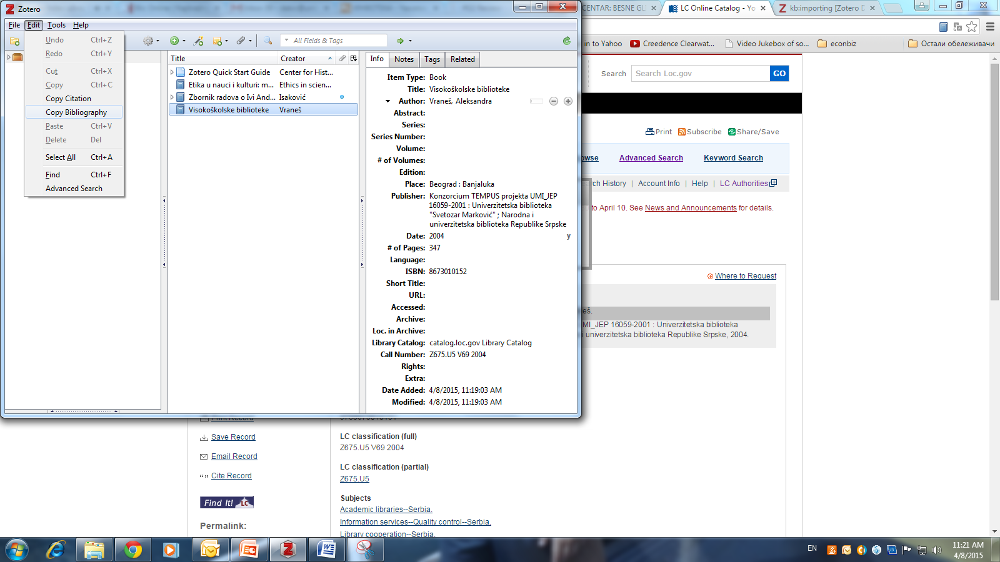 Zotero
CENTAR: BESNE GLI
LC Online Catalog - Yo
kb:importing [Zotero D
File Edit Tools Help
Undo Ctrl+Z
Redo Ctrl+Y
Cut Ctrl+X
Copy Ctrl+C
Copy Citation
Copy Bibliography
Paste Ctrl+V
Delete Del
Select All Ctrl+A
Find Ctrl+F
Advanced Search
All Fields & Tags
Title Creator
Zotero Quick Start Guide Center for Hist...
Etika u nauci i kulturi: m... Ethics in scien...
Zbornik radova o Ivi And... Isaković
Visokoškolske biblioteke Vraneš
Info Notes Tags Related
Item Type: Book
Title: Visokoškolske biblioteke
Author: Vraneš, Aleksandra
Abstract:
Series:
Series Number:
Volume:
# of Volumes:
Edition:
Place: Beograd : Banjaluka
Publisher: Konzorcium TEMPUS projekta UMI_JEP
16059-2001 : Univerzitetska biblioteka
"Svetozar Marković" ; Narodna i
univerzitetska biblioteka Republike Srpske
Date: 2004 y
# of Pages: 347
Language:
ISBN: 8673010152
Short Title:
URL:
Accessed:
Archive:
Loc. in Archive:
Library Catalog: catalog.loc.gov Library Catalog
Call Number: Z675.U5 V69 2004
Rights:
Extra:
Date Added: 4/8/2015, 11:19:03 AM
Modified: 4/8/2015, 11:19:03 AM
in to Yahoo Creedence Clearwat... Video Jukebox of so... econbiz Остали обележивачи
Search Search Loc.gov GO
Print Subscribe Share/Save
owse Advanced Search Keyword Search
rch History | Account Info | Help | LC Authorities
to April 10. See News and Announcements for details.
Where to Request
eš.
MI_JEP 16059-2001 : Univerzitetska biblioteka
i univerzitetska biblioteka Republike Srpske, 2004.
Print Record
Save Record
Email Record
Cite Record
Find It! LC
Permalink:
LC classification (full)
Z675.U5 V69 2004
LC classification (partial)
Z675.U5
Subjects
Academic libraries--Serbia.
Information services--Quality control--Serbia.
Library cooperation--Serbia.
EN
11:21 AM
4/8/2015